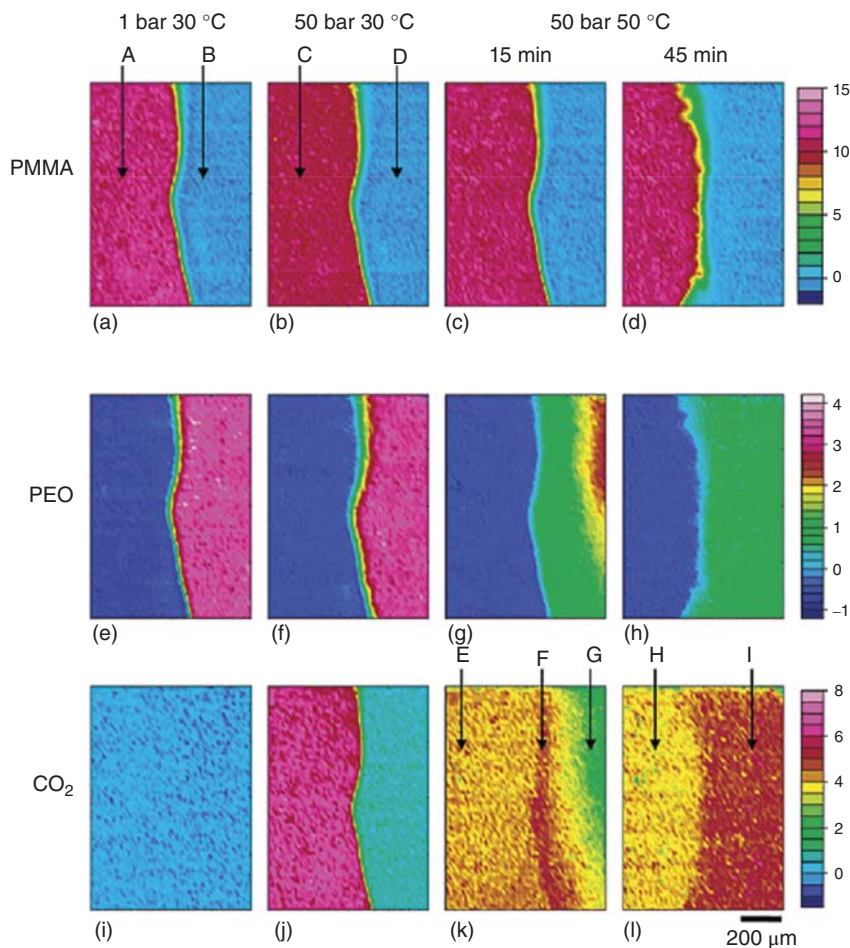 1 bar 30 °C 50 bar 30 °C 50 bar 50 °C
A B C D 15 min 45 min
PMMA
15
10
5
0
(a) (b) (c) (d)
PEO
4
3
2
1
0
−1
(e) (f) (g) (h)
E F G H I
CO₂
8
6
4
2
0
(i) (j) (k) (l)
200 μm